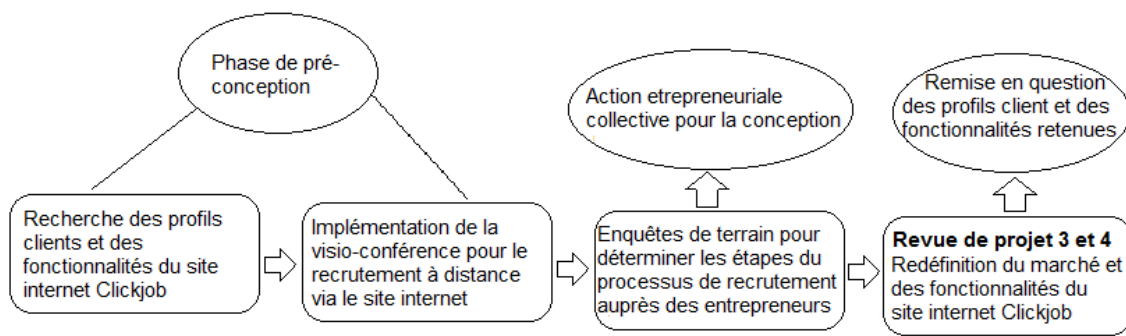 Phase de pré-
conception
Action etrepreneuriale
collective pour la conception
Remise en question
des profils client et des
fonctionnalités retenues
Recherche des profils
clients et des
fonctionnalités du site
internet Clickjob
Implémentation de la
visio-conférence pour le
recrutement à distance
via le site internet
Enquêtes de terrain pour
déterminer les étapes du
processus de recrutement
auprès des entrepreneurs
Revue de projet 3 et 4
Redéfinition du marché et
des fonctionnalités du
site internet Clickjob